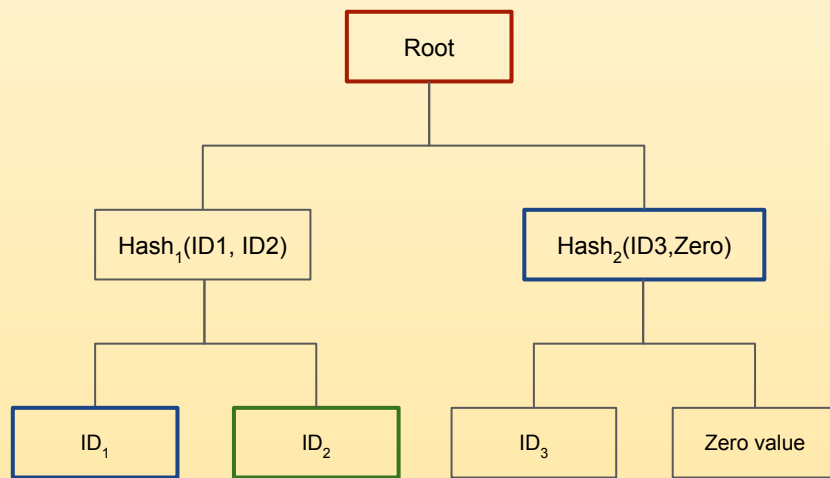 Root
Hash₁(ID1, ID2)
Hash₂(ID3,Zero)
ID₁
ID₂
ID₃
Zero value